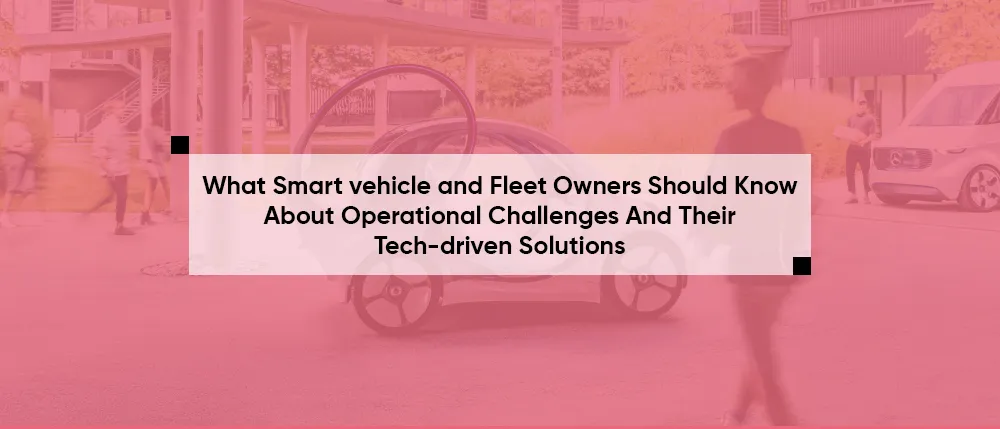 What Smart vehicle and Fleet Owners Should Know
About Operational Challenges And Their
Tech-driven Solutions